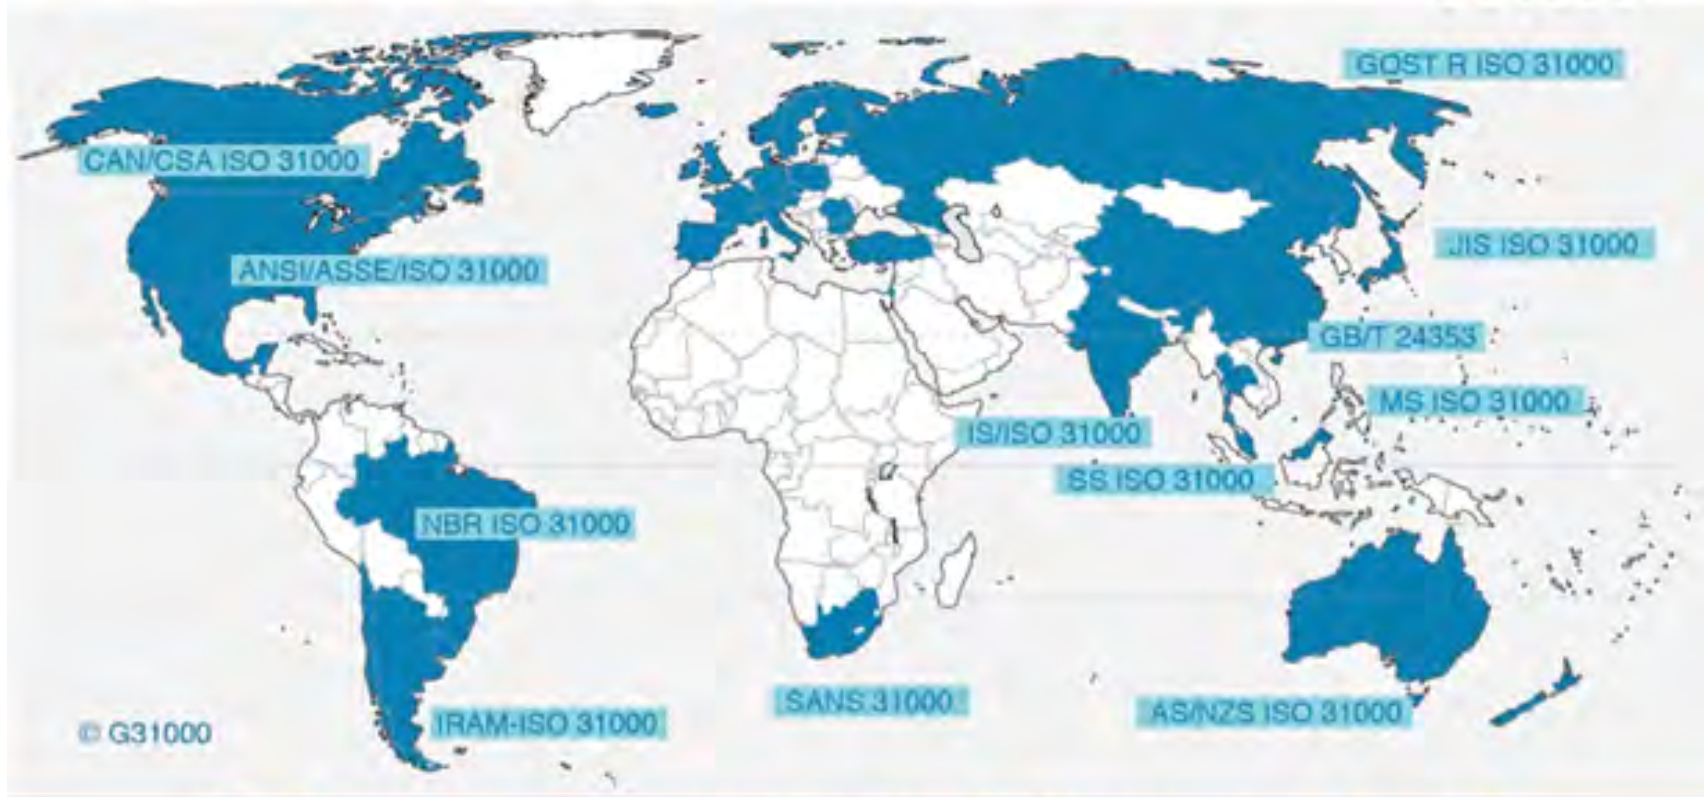 GOST R ISO 31000
CAN/CSA ISO 31000
JIS ISO 31000
ANSI/ASSE/ISO 31000
GB/T 24353
MS ISO 31000
IS/ISO 31000
SS ISO 31000
NBR ISO 31000
SANS 31000
AS/NZS ISO 31000
IRAM-ISO 31000
© G31000